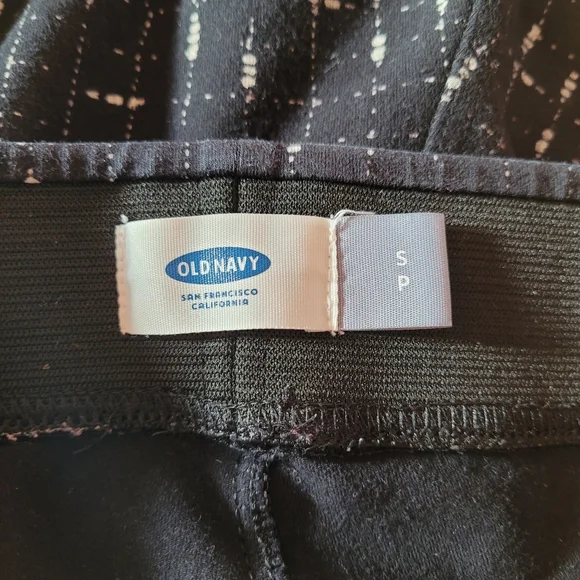 OLD NAVY
SAN FRANCISCO
CALIFORNIA
S
P